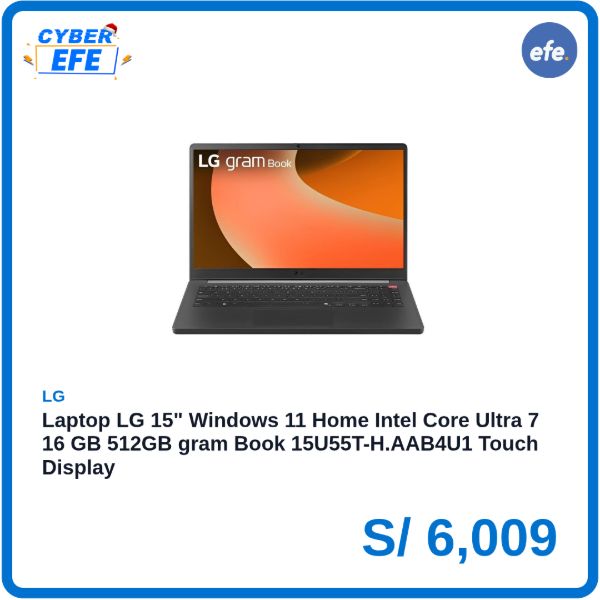 CYBER
EFE
efe.
LG gram Book
LG
Laptop LG 15" Windows 11 Home Intel Core Ultra 7
16 GB 512GB gram Book 15U55T-H.AAB4U1 Touch
Display
S/ 6,009